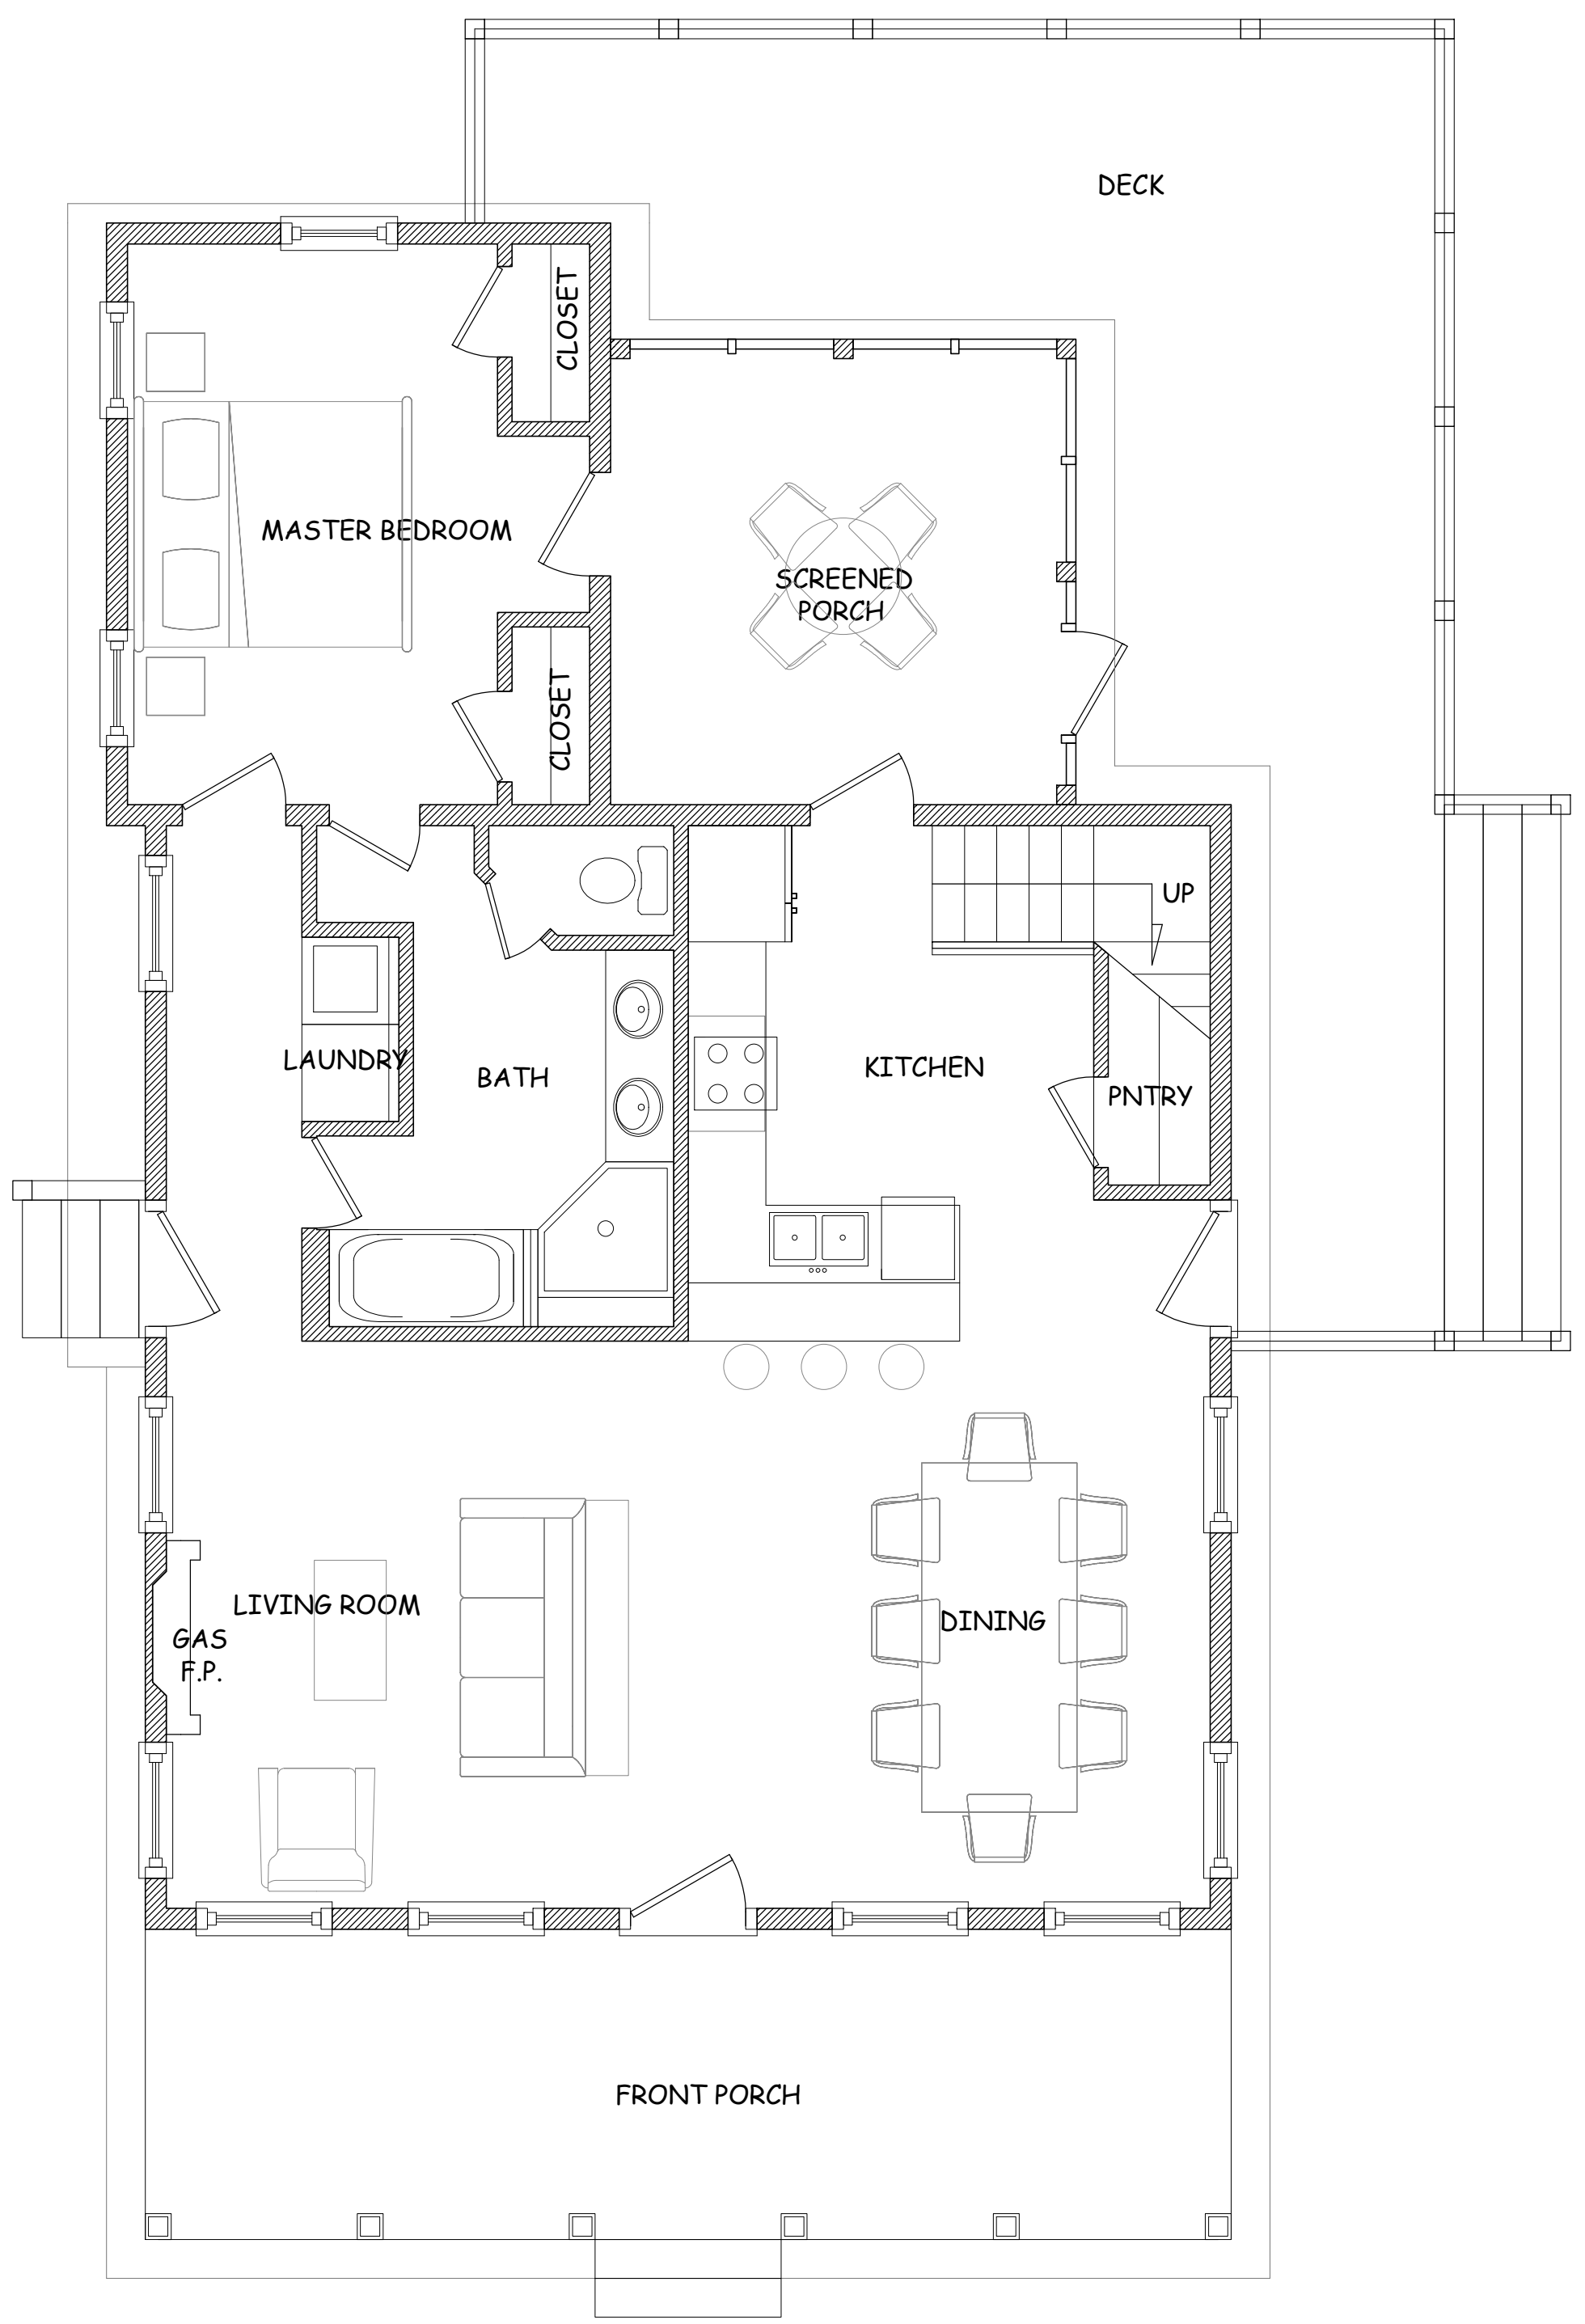 DECK
CLOSET
MASTER BEDROOM
SCREENED
PORCH
CLOSET
UP
LAUNDRY
BATH
KITCHEN
PNTRY
LIVING ROOM
GAS
F.P.
DINING
FRONT PORCH